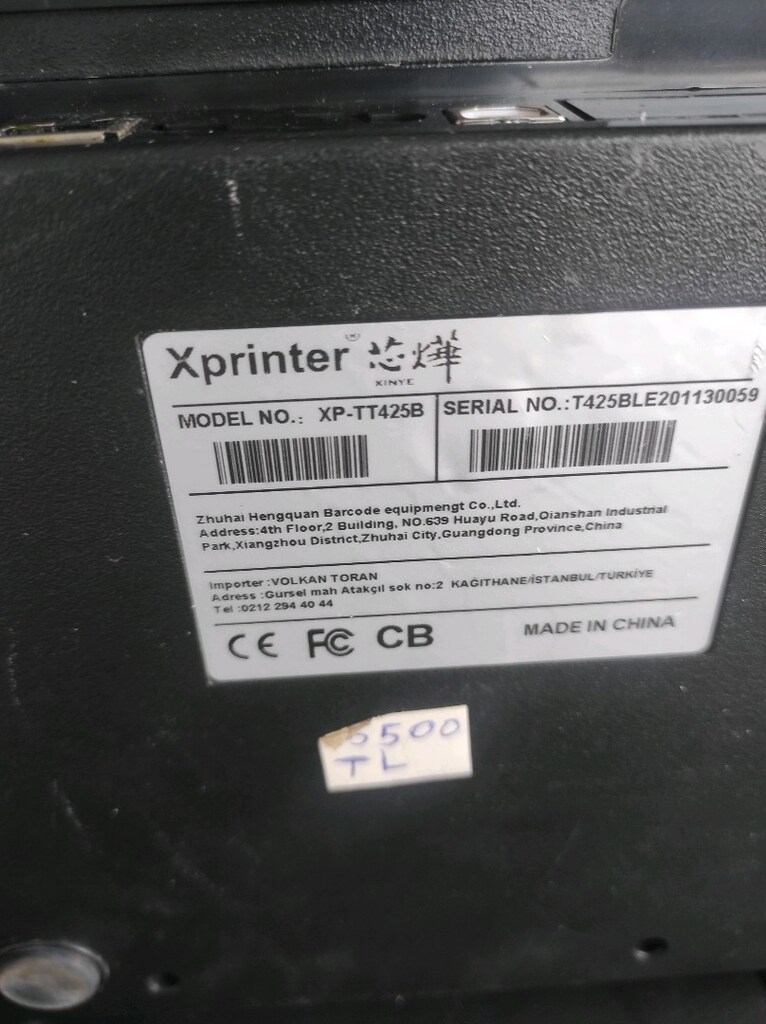 Xprinter® 芯烨
XINYE
MODEL NO.: XP-TT425B
SERIAL NO.:T425BLE201130059
Zhuhai Hengquan Barcode equipmengt Co.,Ltd.
Address:4th Floor,2 Building, NO.639 Huayu Road,Qianshan Industrial
Park,Xiangzhou District,Zhuhai City,Guangdong Province,China
Importer :VOLKAN TORAN
Adress :Gürsel mah Atakçıl sok no:2 KAĞITHANE/İSTANBUL/TÜRKİYE
Tel :0212 294 40 44
CE FC CB
MADE IN CHINA
500
TL